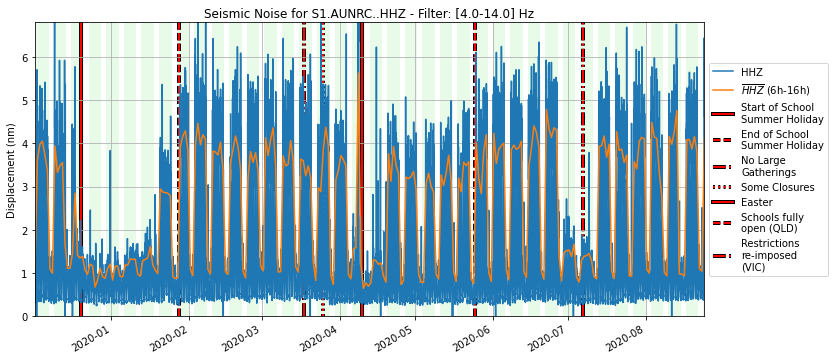 Seismic Noise for S1.AUNRC..HHZ - Filter: [4.0-14.0] Hz
Displacement (nm)
6
5
4
3
2
1
0
2020-01
2020-02
2020-03
2020-04
2020-05
2020-06
2020-07
2020-08
HHZ
HHZ (6h-16h)
Start of School
Summer Holiday
End of School
Summer Holiday
No Large
Gatherings
Some Closures
Easter
Schools fully
open (QLD)
Restrictions
re-imposed
(VIC)